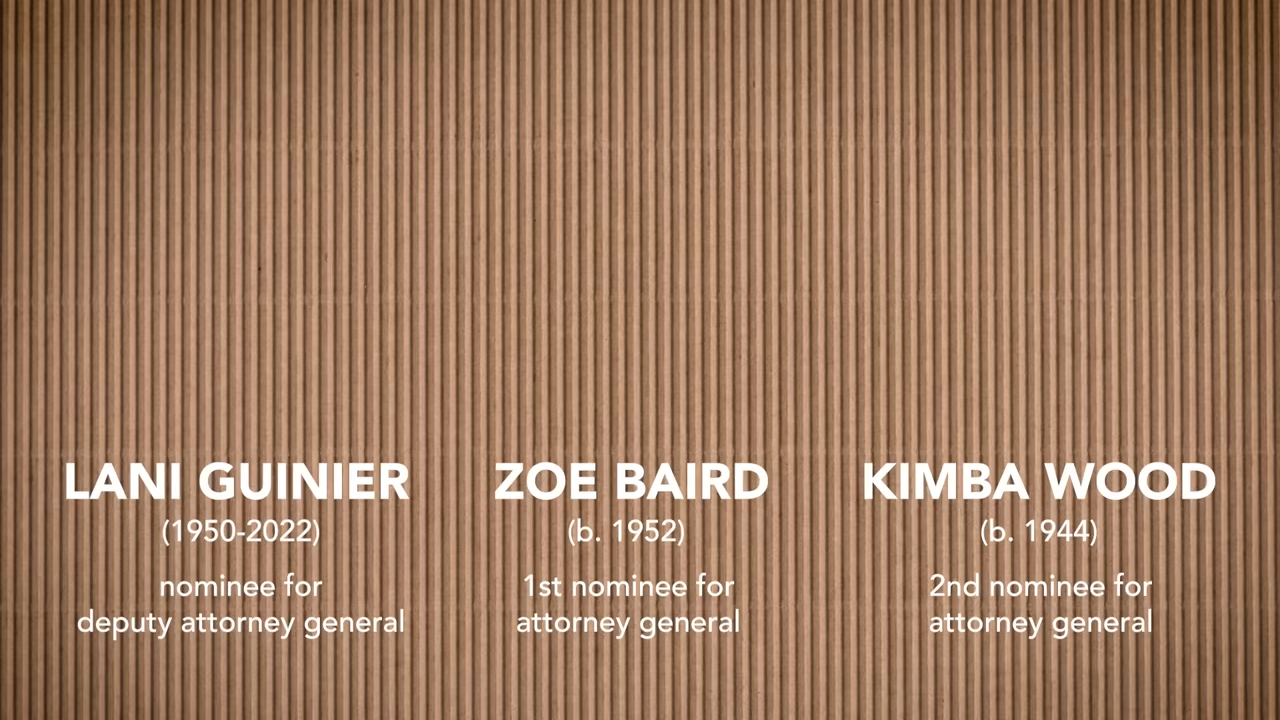 LANI GUINIER
(1950-2022)
nominee for
deputy attorney general
ZOE BAIRD
(b. 1952)
1st nominee for
attorney general
KIMBA WOOD
(b. 1944)
2nd nominee for
attorney general